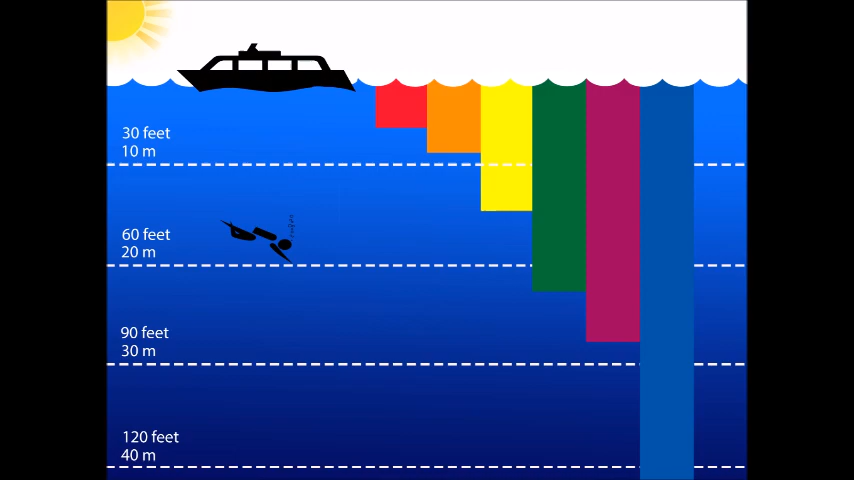 30 feet
10 m
60 feet
20 m
90 feet
30 m
120 feet
40 m